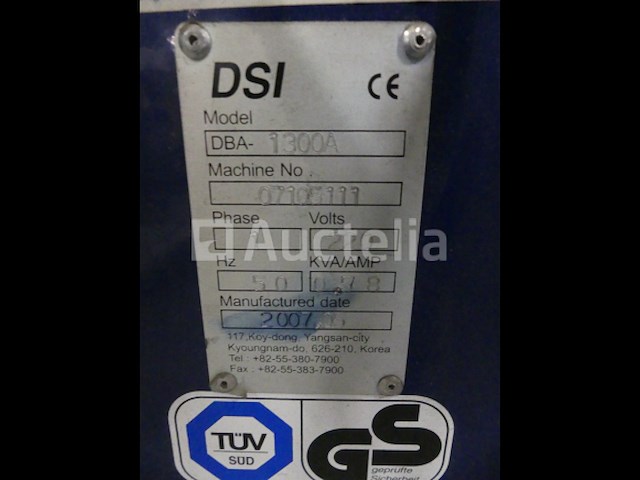 DSI CE
Model
DBA- 1300A
Machine No.
Phase Volts
Auctelia
Hz KVA/AMP
50
Manufactured date
2007
117,Koy-dong, Yangsan-city
Kyoungnam-do, 626-210, Korea
Tel : +82-55-380-7900
Fax : +82-55-383-7900
TÜV
SÜD
GS
geprüfte
Sicherheit